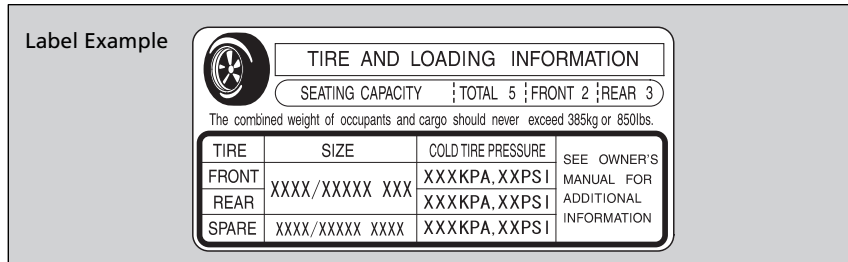 Label Example
TIRE AND LOADING INFORMATION
SEATING CAPACITY TOTAL 5 FRONT 2 REAR 3
The combined weight of occupants and cargo should never exceed 385kg or 850lbs.
TIRE SIZE COLD TIRE PRESSURE
FRONT XXXX/XXXXX XXX XXXKPA,XXPSI
REAR XXXKPA,XXPSI
SPARE XXXX/XXXXX XXXX XXXKPA,XXPSI
SEE OWNER'S
MANUAL FOR
ADDITIONAL
INFORMATION